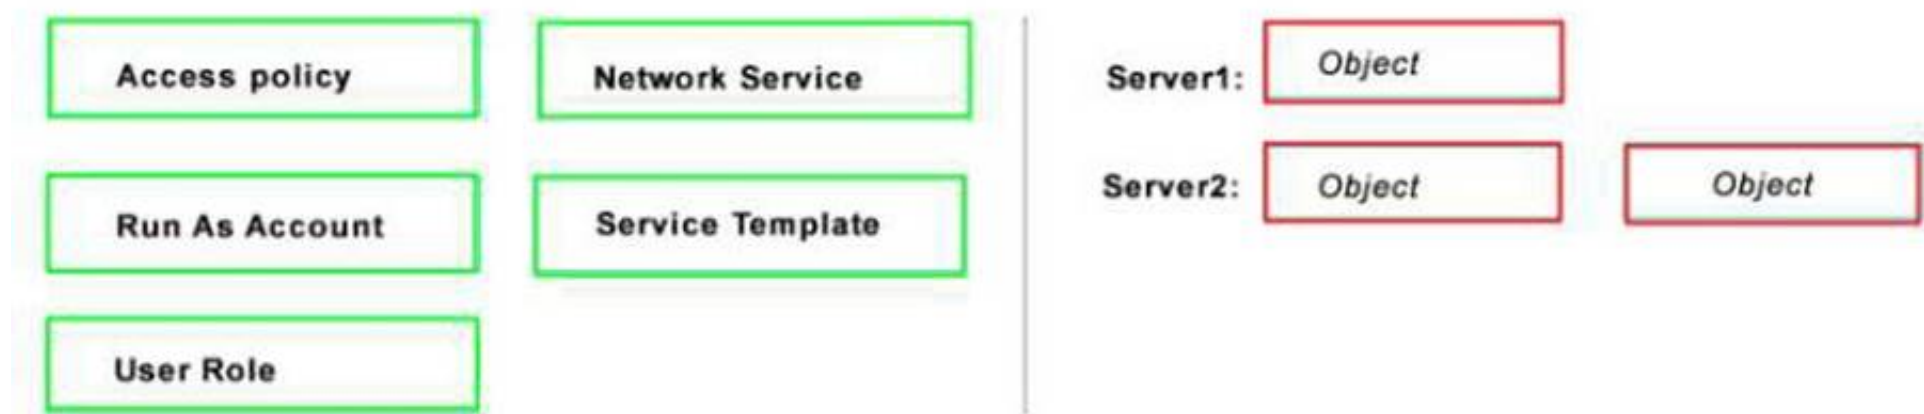 Access policy
Network Service
Run As Account
Service Template
User Role
Server1: Object
Server2: Object Object